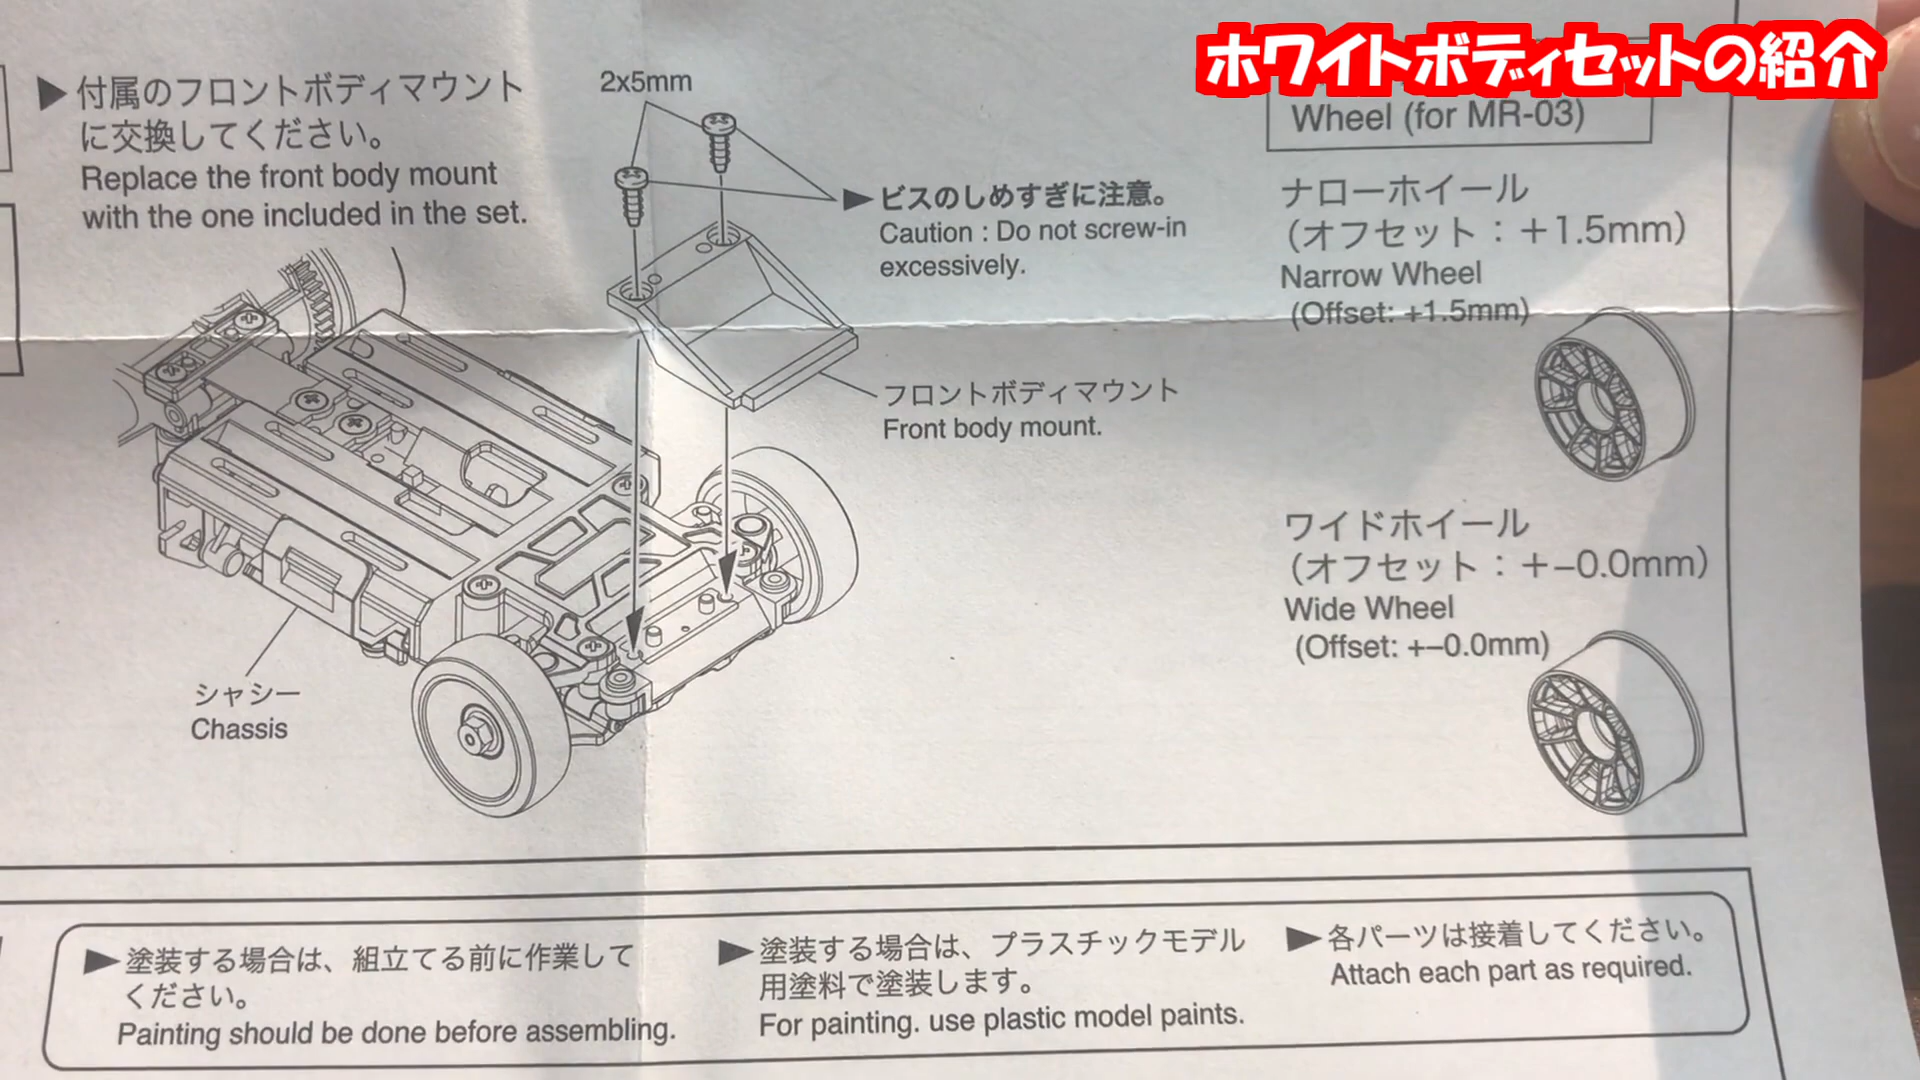 ホワイトボディセットの紹介
▶付属のフロントボディマウント
に交換してください。
Replace the front body mount
with the one included in the set.
2x5mm
▶ビスのしめすぎに注意。
Caution : Do not screw-in
excessively.
フロントボディマウント
Front body mount.
シャシー
Chassis
Wheel (for MR-03)
ナローホイール
（オフセット：＋1.5mm）
Narrow Wheel
(Offset: +1.5mm)
ワイドホイール
（オフセット：＋−0.0mm）
Wide Wheel
(Offset: +−0.0mm)
▶塗装する場合は、組立てる前に作業して
ください。
Painting should be done before assembling.
▶塗装する場合は、プラスチックモデル
用塗料で塗装します。
For painting. use plastic model paints.
▶各パーツは接着してください。
Attach each part as required.